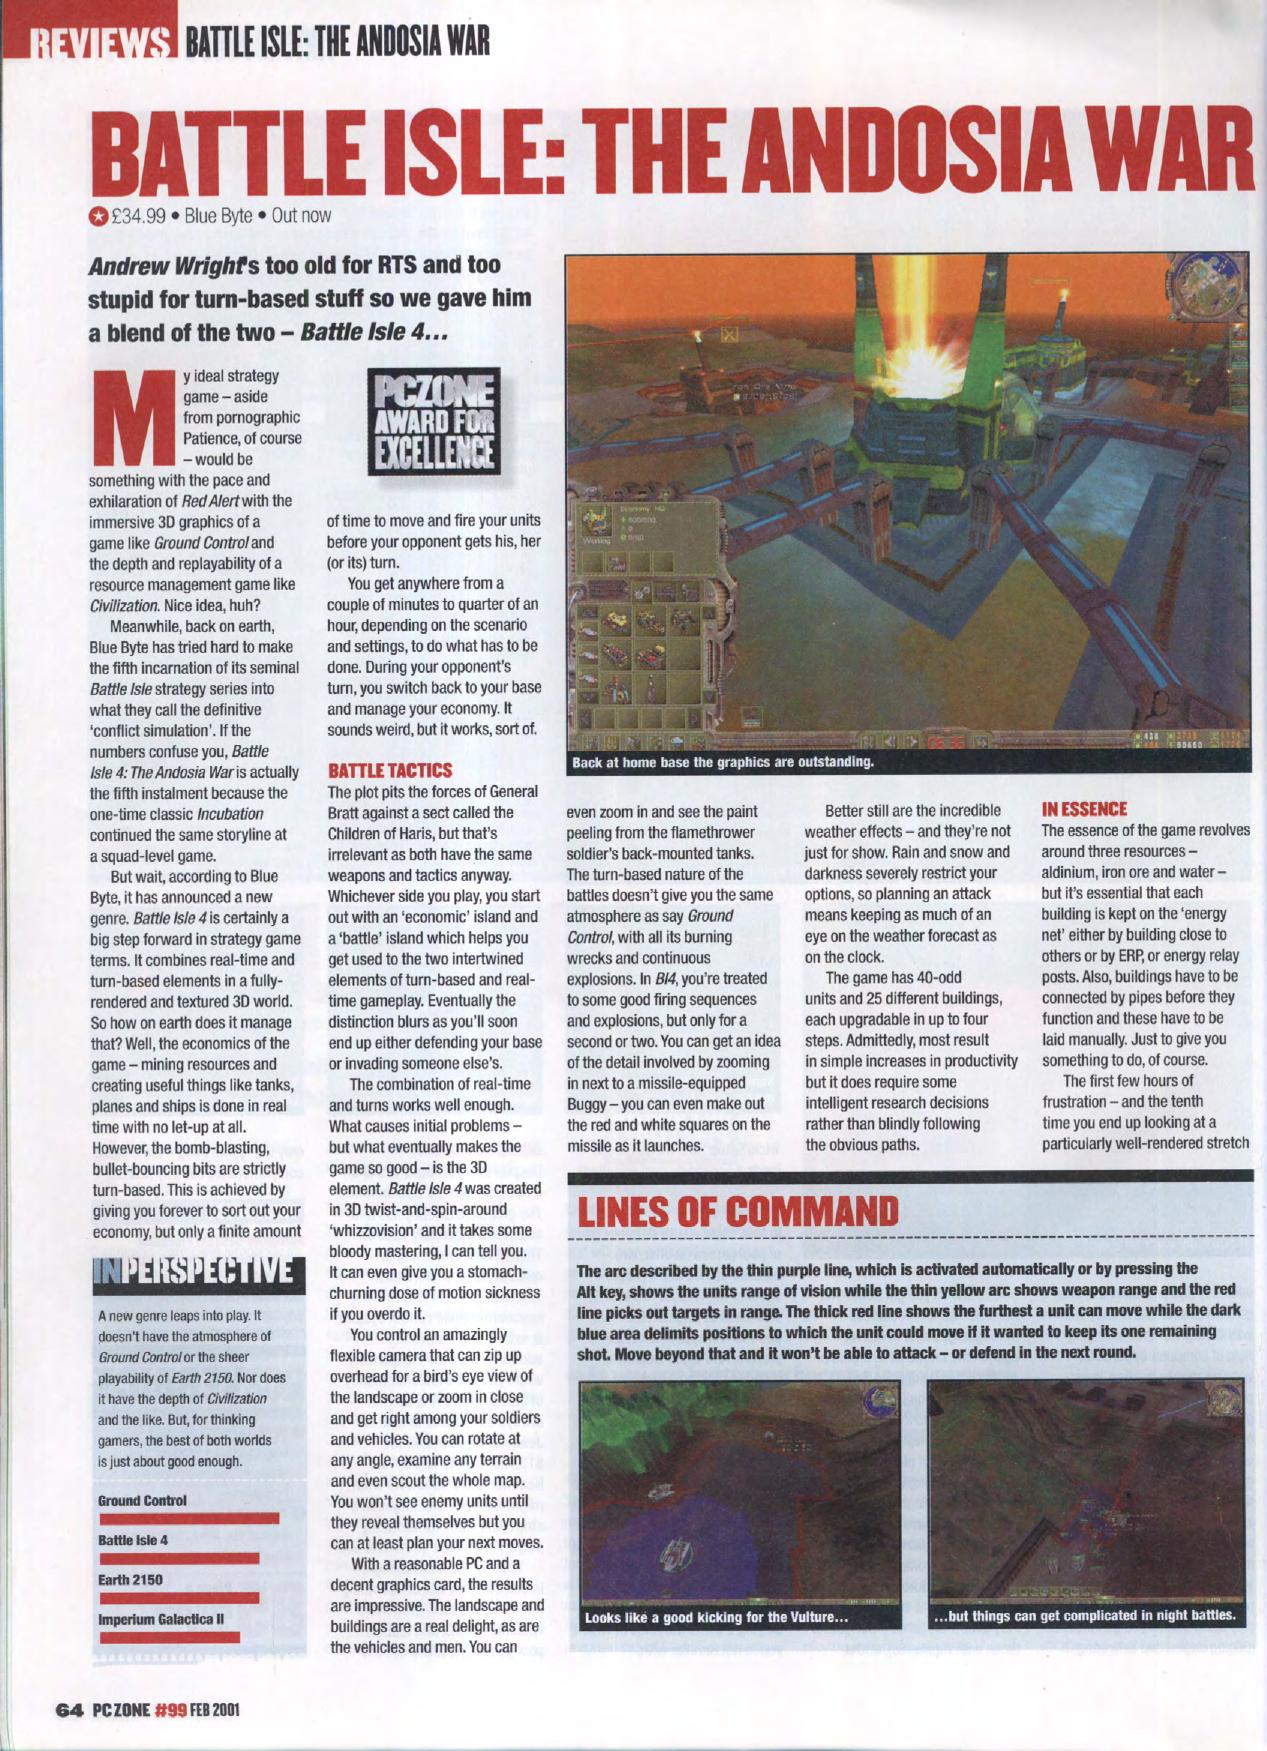 REVIEWS BATTLE ISLE: THE ANDOSIA WAR
BATTLE ISLE: THE ANDOSIA WAR
£34.99 • Blue Byte • Out now
Andrew Wright's too old for RTS and too
stupid for turn-based stuff so we gave him
a blend of the two – Battle Isle 4...
My ideal strategy
game – aside
from pornographic
Patience, of course
– would be
something with the pace and
exhilaration of Red Alert with the
immersive 3D graphics of a
game like Ground Control and
the depth and replayability of a
resource management game like
Civilization. Nice idea, huh?
Meanwhile, back on earth,
Blue Byte has tried hard to make
the fifth incarnation of its seminal
Battle Isle strategy series into
what they call the definitive
'conflict simulation'. If the
numbers confuse you, Battle
Isle 4: The Andosia War is actually
the fifth instalment because the
one-time classic Incubation
continued the same storyline at
a squad-level game.
But wait, according to Blue
Byte, it has announced a new
genre. Battle Isle 4 is certainly a
big step forward in strategy game
terms. It combines real-time and
turn-based elements in a fully-
rendered and textured 3D world.
So how on earth does it manage
that? Well, the economics of the
game – mining resources and
creating useful things like tanks,
planes and ships is done in real
time with no let-up at all.
However, the bomb-blasting,
bullet-bouncing bits are strictly
turn-based. This is achieved by
giving you forever to sort out your
economy, but only a finite amount
PCZONE
AWARD FOR
EXCELLENCE
of time to move and fire your units
before your opponent gets his, her
(or its) turn.
You get anywhere from a
couple of minutes to quarter of an
hour, depending on the scenario
and settings, to do what has to be
done. During your opponent's
turn, you switch back to your base
and manage your economy. It
sounds weird, but it works, sort of.
BATTLE TACTICS
The plot pits the forces of General
Bratt against a sect called the
Children of Haris, but that's
irrelevant as both have the same
weapons and tactics anyway.
Whichever side you play, you start
out with an 'economic' island and
a 'battle' island which helps you
get used to the two intertwined
elements of turn-based and real-
time gameplay. Eventually the
distinction blurs as you'll soon
end up either defending your base
or invading someone else's.
The combination of real-time
and turns works well enough.
What causes initial problems –
but what eventually makes the
game so good – is the 3D
element. Battle Isle 4 was created
in 3D twist-and-spin-around
'whizzovision' and it takes some
bloody mastering, I can tell you.
It can even give you a stomach-
churning dose of motion sickness
if you overdo it.
You control an amazingly
flexible camera that can zip up
overhead for a bird's eye view of
the landscape or zoom in close
and get right among your soldiers
and vehicles. You can rotate at
any angle, examine any terrain
and even scout the whole map.
You won't see enemy units until
they reveal themselves but you
can at least plan your next moves.
With a reasonable PC and a
decent graphics card, the results
are impressive. The landscape and
buildings are a real delight, as are
the vehicles and men. You can
Economy HQ
Working
Back at home base the graphics are outstanding.
even zoom in and see the paint
peeling from the flamethrower
soldier's back-mounted tanks.
The turn-based nature of the
battles doesn't give you the same
atmosphere as say Ground
Control, with all its burning
wrecks and continuous
explosions. In BI4, you're treated
to some good firing sequences
and explosions, but only for a
second or two. You can get an idea
of the detail involved by zooming
in next to a missile-equipped
Buggy – you can even make out
the red and white squares on the
missile as it launches.
Better still are the incredible
weather effects – and they're not
just for show. Rain and snow and
darkness severely restrict your
options, so planning an attack
means keeping as much of an
eye on the weather forecast as
on the clock.
The game has 40-odd
units and 25 different buildings,
each upgradable in up to four
steps. Admittedly, most result
in simple increases in productivity
but it does require some
intelligent research decisions
rather than blindly following
the obvious paths.
IN ESSENCE
The essence of the game revolves
around three resources –
aldinium, iron ore and water –
but it's essential that each
building is kept on the 'energy
net' either by building close to
others or by ERP, or energy relay
posts. Also, buildings have to be
connected by pipes before they
function and these have to be
laid manually. Just to give you
something to do, of course.
The first few hours of
frustration – and the tenth
time you end up looking at a
particularly well-rendered stretch
INPERSPECTIVE
A new genre leaps into play. It
doesn't have the atmosphere of
Ground Control or the sheer
playability of Earth 2150. Nor does
it have the depth of Civilization
and the like. But, for thinking
gamers, the best of both worlds
is just about good enough.
Ground Control
Battle Isle 4
Earth 2150
Imperium Galactica II
LINES OF COMMAND
The arc described by the thin purple line, which is activated automatically or by pressing the
Alt key, shows the units range of vision while the thin yellow arc shows weapon range and the red
line picks out targets in range. The thick red line shows the furthest a unit can move while the dark
blue area delimits positions to which the unit could move if it wanted to keep its one remaining
shot. Move beyond that and it won't be able to attack – or defend in the next round.
Looks like a good kicking for the Vulture...
...but things can get complicated in night battles.
64 PCZONE #99 FEB 2001